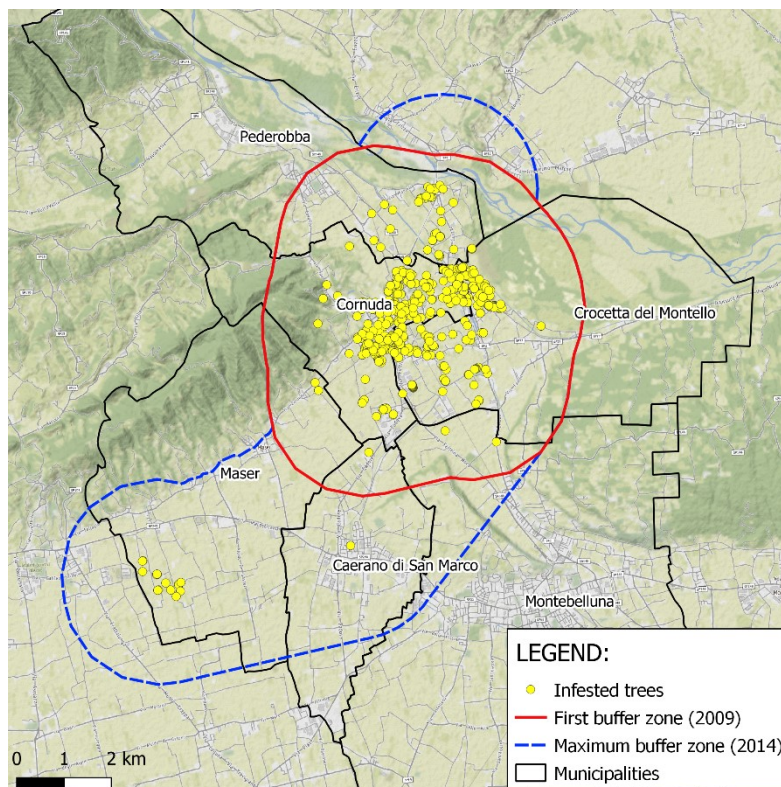 Pederobba
Cornuda
Crocetta del Montello
Maser
Caerano di San Marco
Montebelluna
LEGEND:
Infested trees
First buffer zone (2009)
Maximum buffer zone (2014)
Municipalities
0 1 2 km